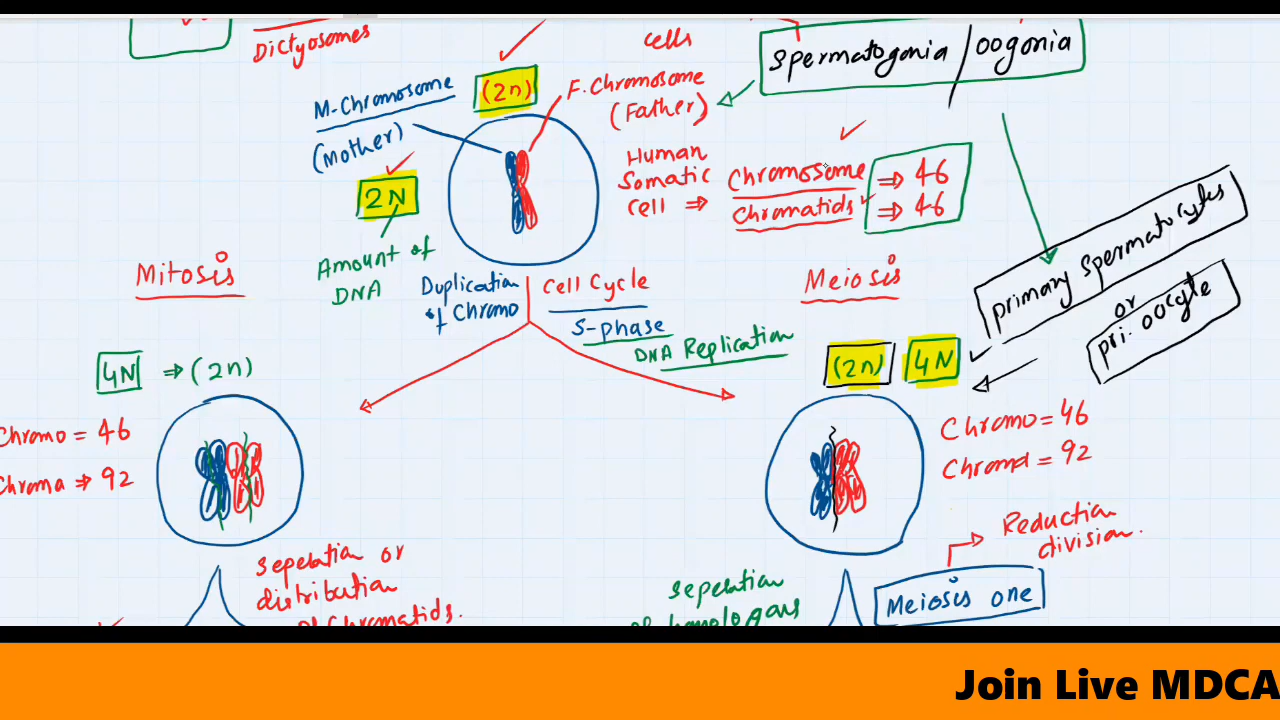 Dictyosomes
cells
spermatogonia / oogonia
M-Chromosome
(Mother)
(2n)
F. Chromosome
(Father)
2N
Amount of
DNA
Human
Somatic
cell ⇒
Chromosome ⇒ 46
Chromatids ⇒ 46
Mitosis
Duplication
of Chromo
Cell Cycle
S-phase
DNA Replication
Meiosis
primary spermatocytes
or
pri. oocyte
4N ⇒ (2n)
Chromo = 46
Chroma ⇒ 92
(2n) 4N
Chromo = 46
Chroma = 92
sepelation or
distribution
of Chromatids.
sepelation
of homologous
Reduction
division.
Meiosis one
Join Live MDCA